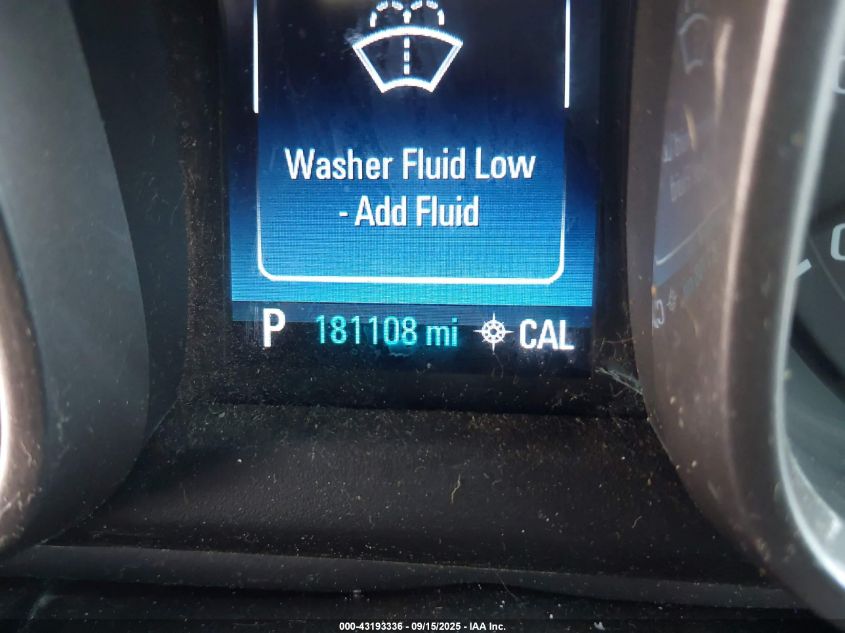 Washer Fluid Low
- Add Fluid
P 181108 mi CAL
000-43193336 - 09/15/2025 - IAA Inc.